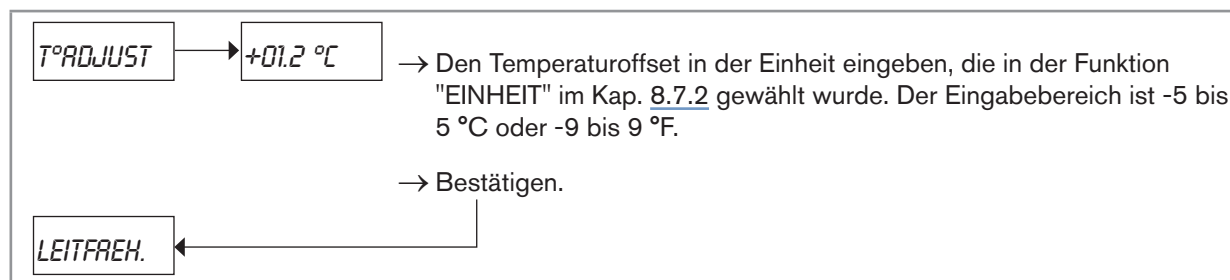 T°ADJUST
+01.2 °C
→ Den Temperaturoffset in der Einheit eingeben, die in der Funktion
"EINHEIT" im Kap. 8.7.2 gewählt wurde. Der Eingabebereich ist -5 bis
5 °C oder -9 bis 9 °F.
→ Bestätigen.
LEITFAEH.